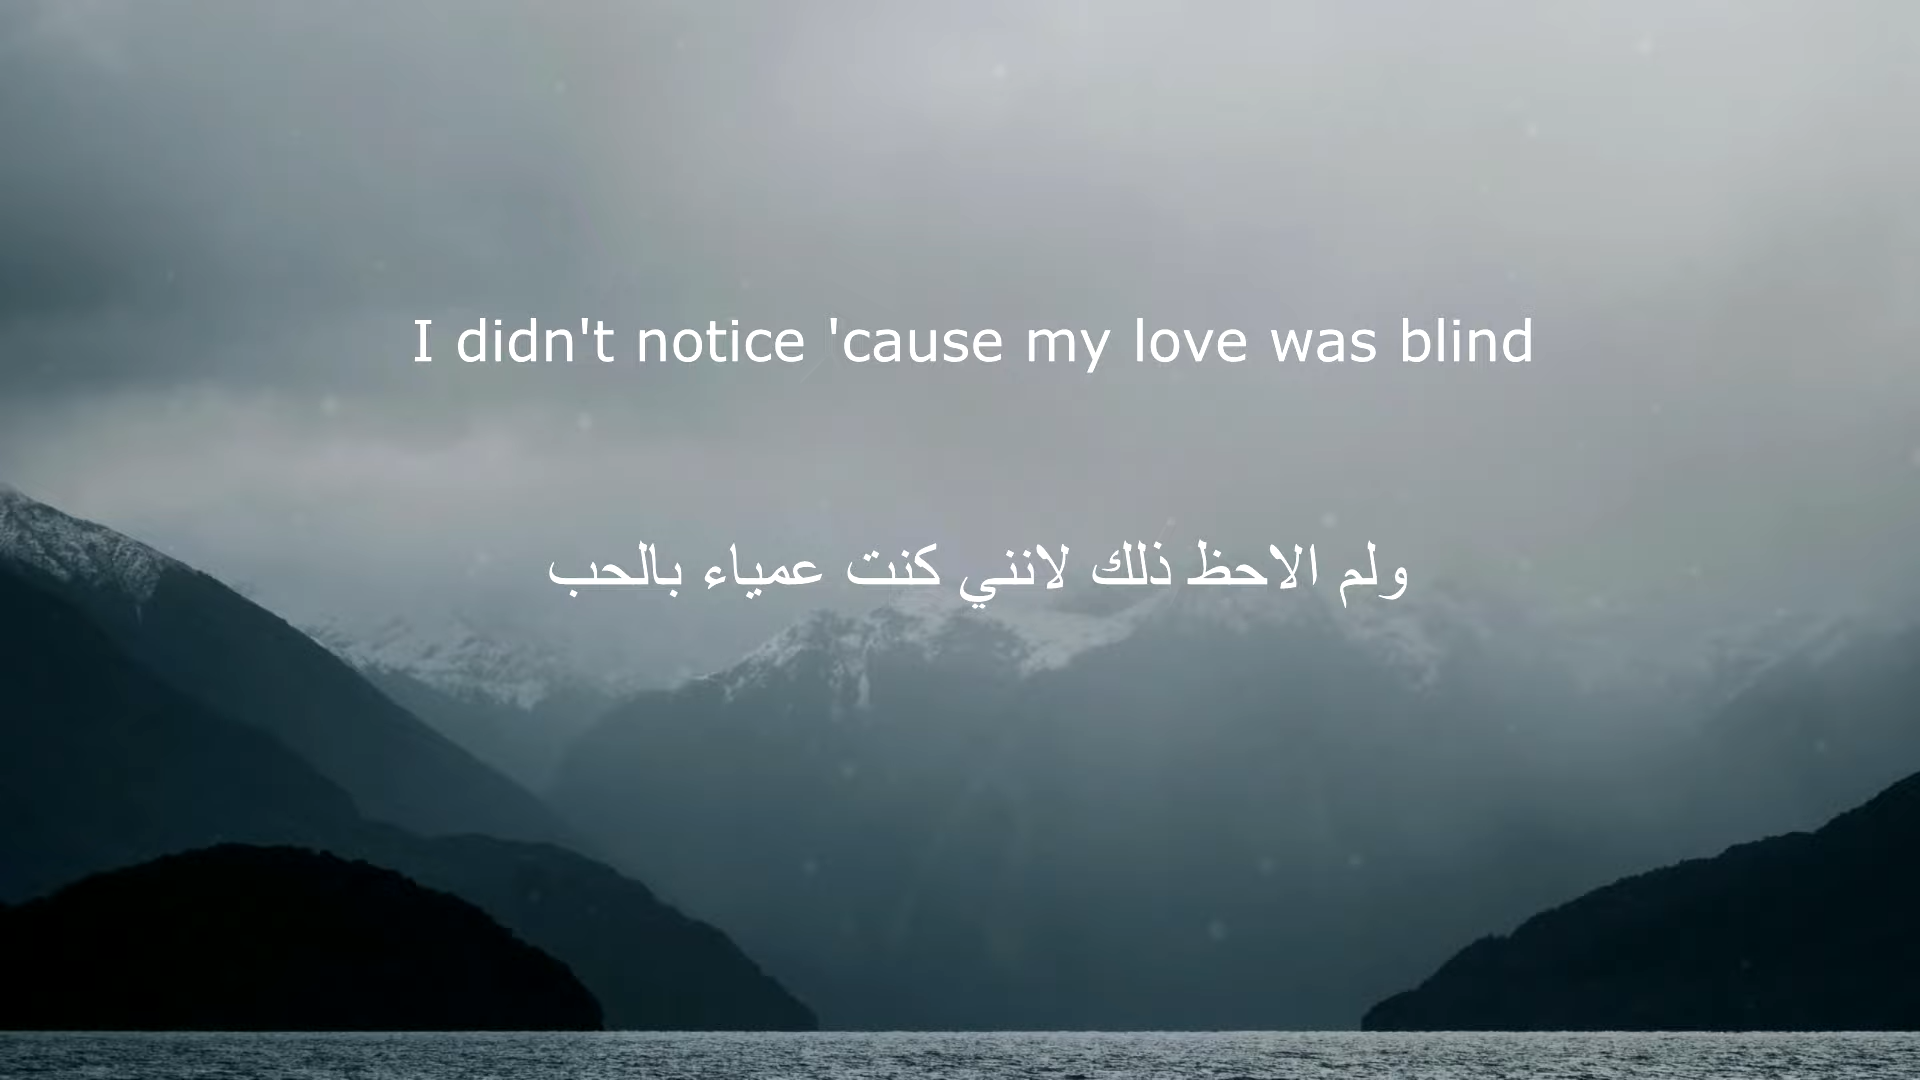 I didn't notice 'cause my love was blind
ولم الاحظ ذلك لانني كنت عمياء بالحب